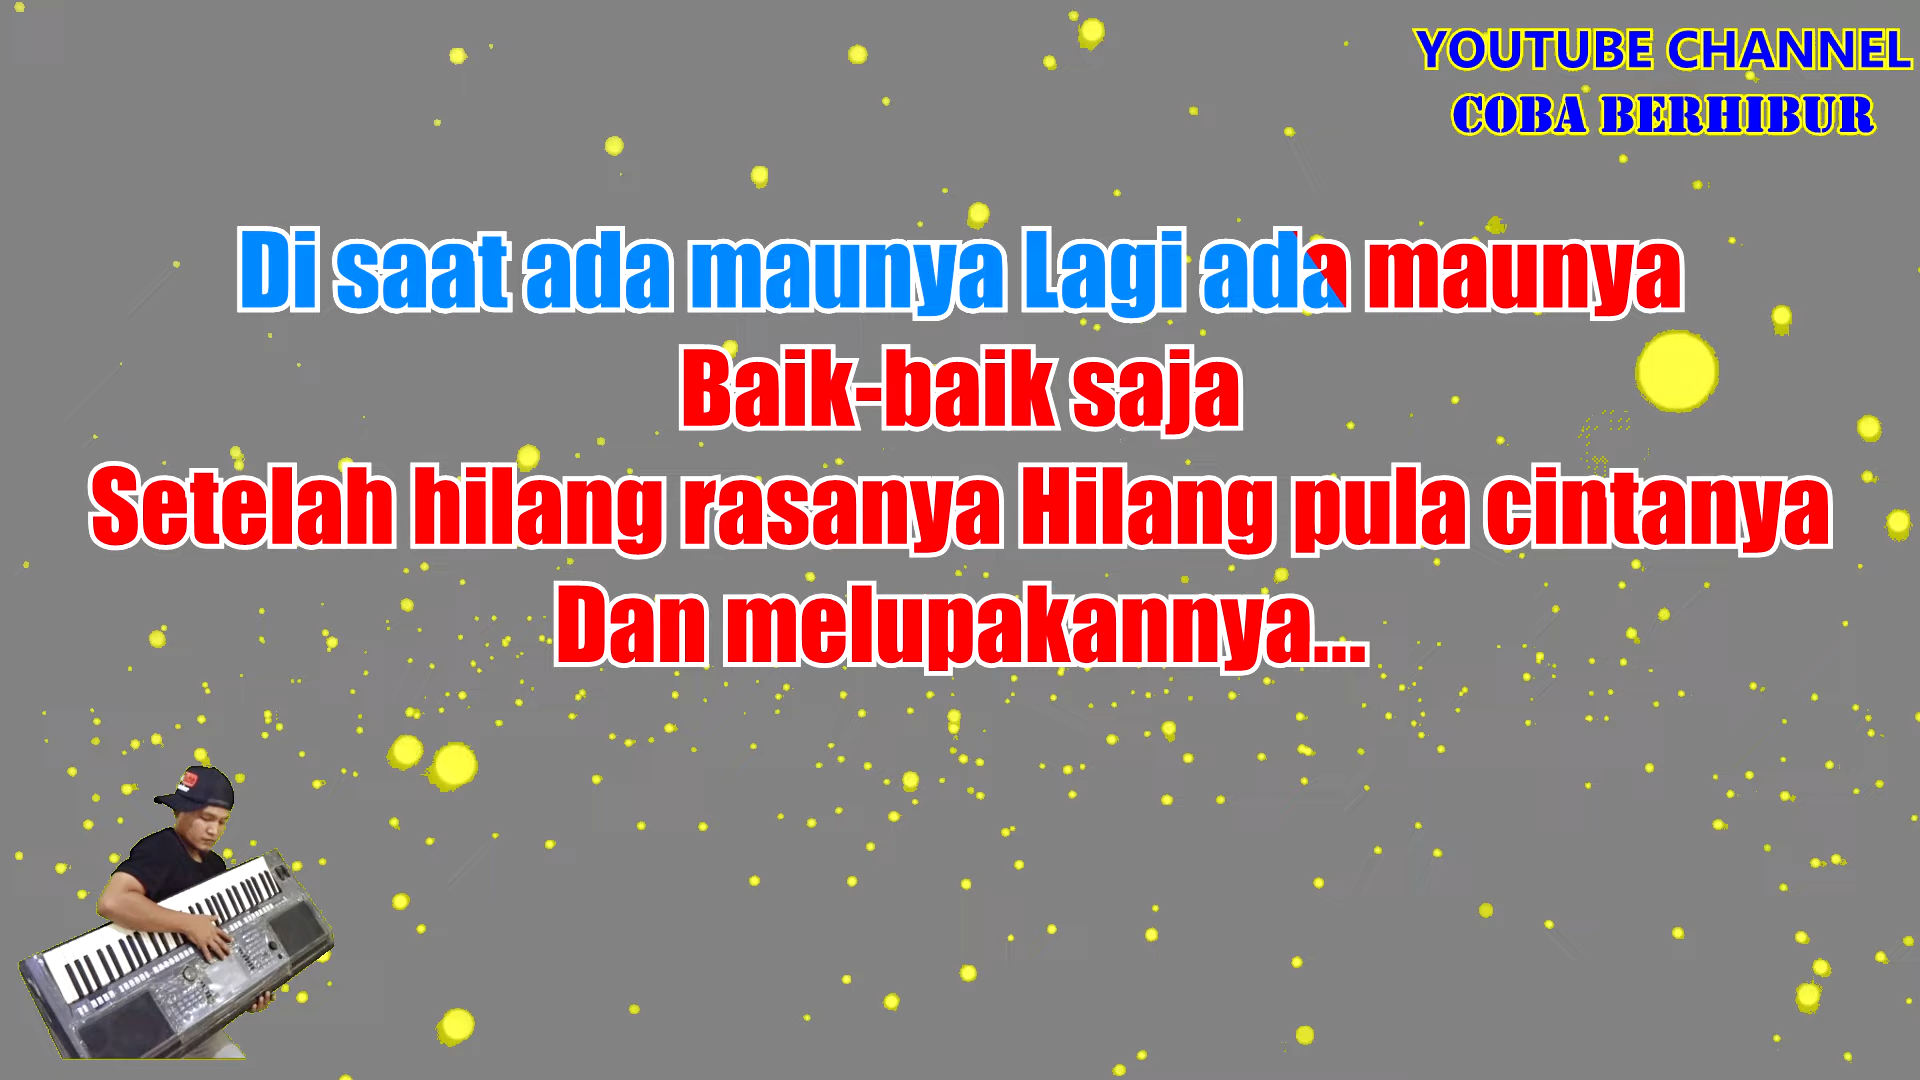 YOUTUBE CHANNEL
COBA BERHIBUR
Di saat ada maunya Lagi ada maunya
Baik-baik saja
Setelah hilang rasanya Hilang pula cintanya
Dan melupakannya...